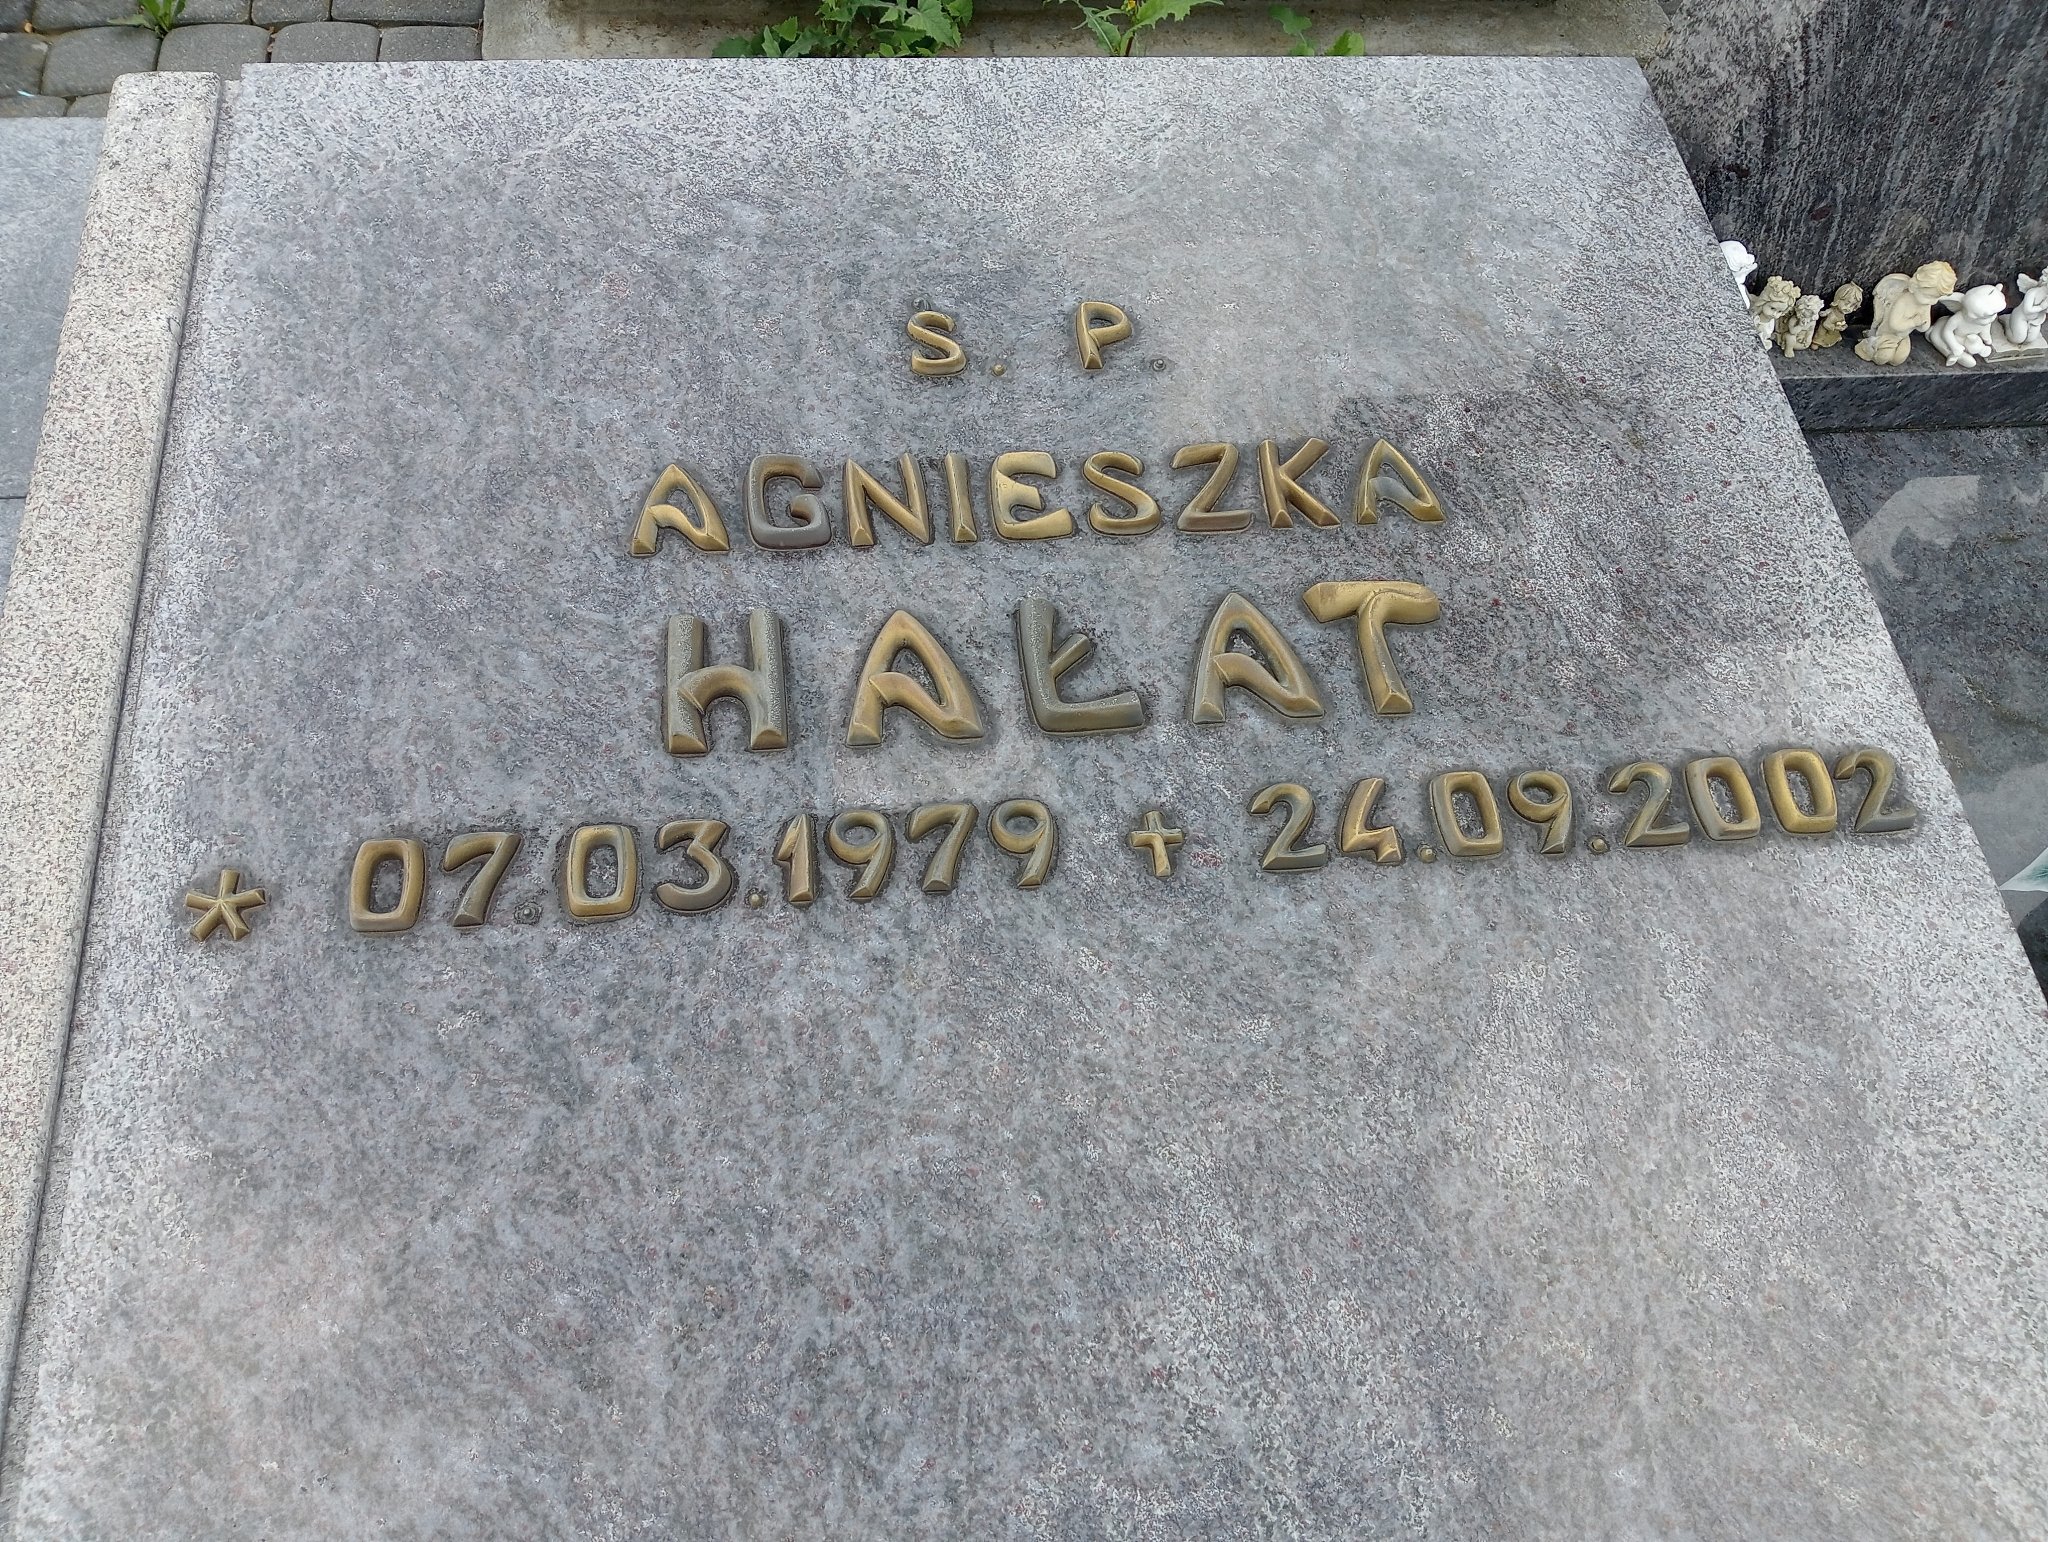 Ś. P.
AGNIESZKA
HAŁAT
* 07.03.1979 ✝ 24.09.2002